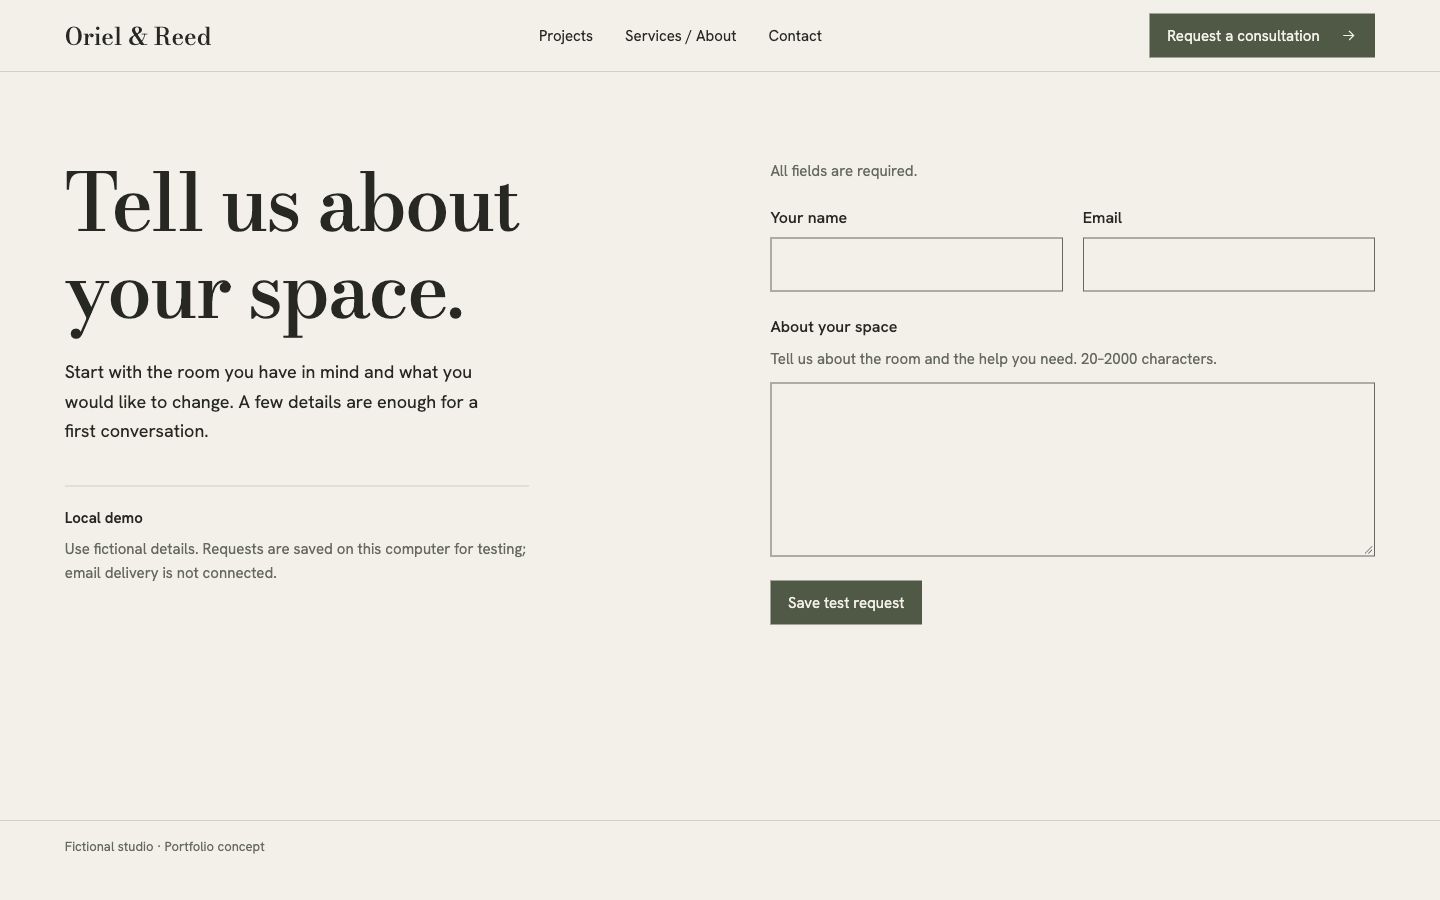 Oriel & Reed
Projects
Services / About
Contact
Request a consultation →
Tell us about
your space.
Start with the room you have in mind and what you
would like to change. A few details are enough for a
first conversation.
Local demo
Use fictional details. Requests are saved on this computer for testing;
email delivery is not connected.
All fields are required.
Your name
Email
About your space
Tell us about the room and the help you need. 20–2000 characters.
Save test request
Fictional studio · Portfolio concept